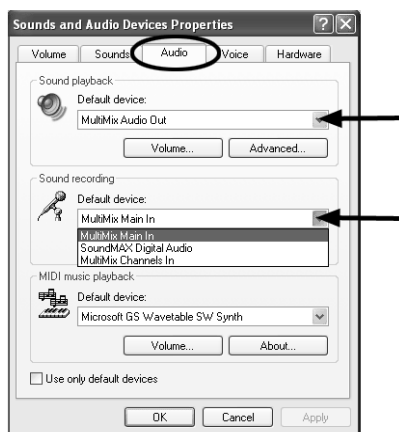 Sounds and Audio Devices Properties
Volume Sounds Audio Voice Hardware
Sound playback
Default device:
MultiMix Audio Out
Volume... Advanced...
Sound recording
Default device:
MultiMix Main In
MultiMix Main In
SoundMAX Digital Audio
MultiMix Channels In
MIDI music playback
Default device:
Microsoft GS Wavetable SW Synth
Volume... About...
Use only default devices
OK Cancel Apply